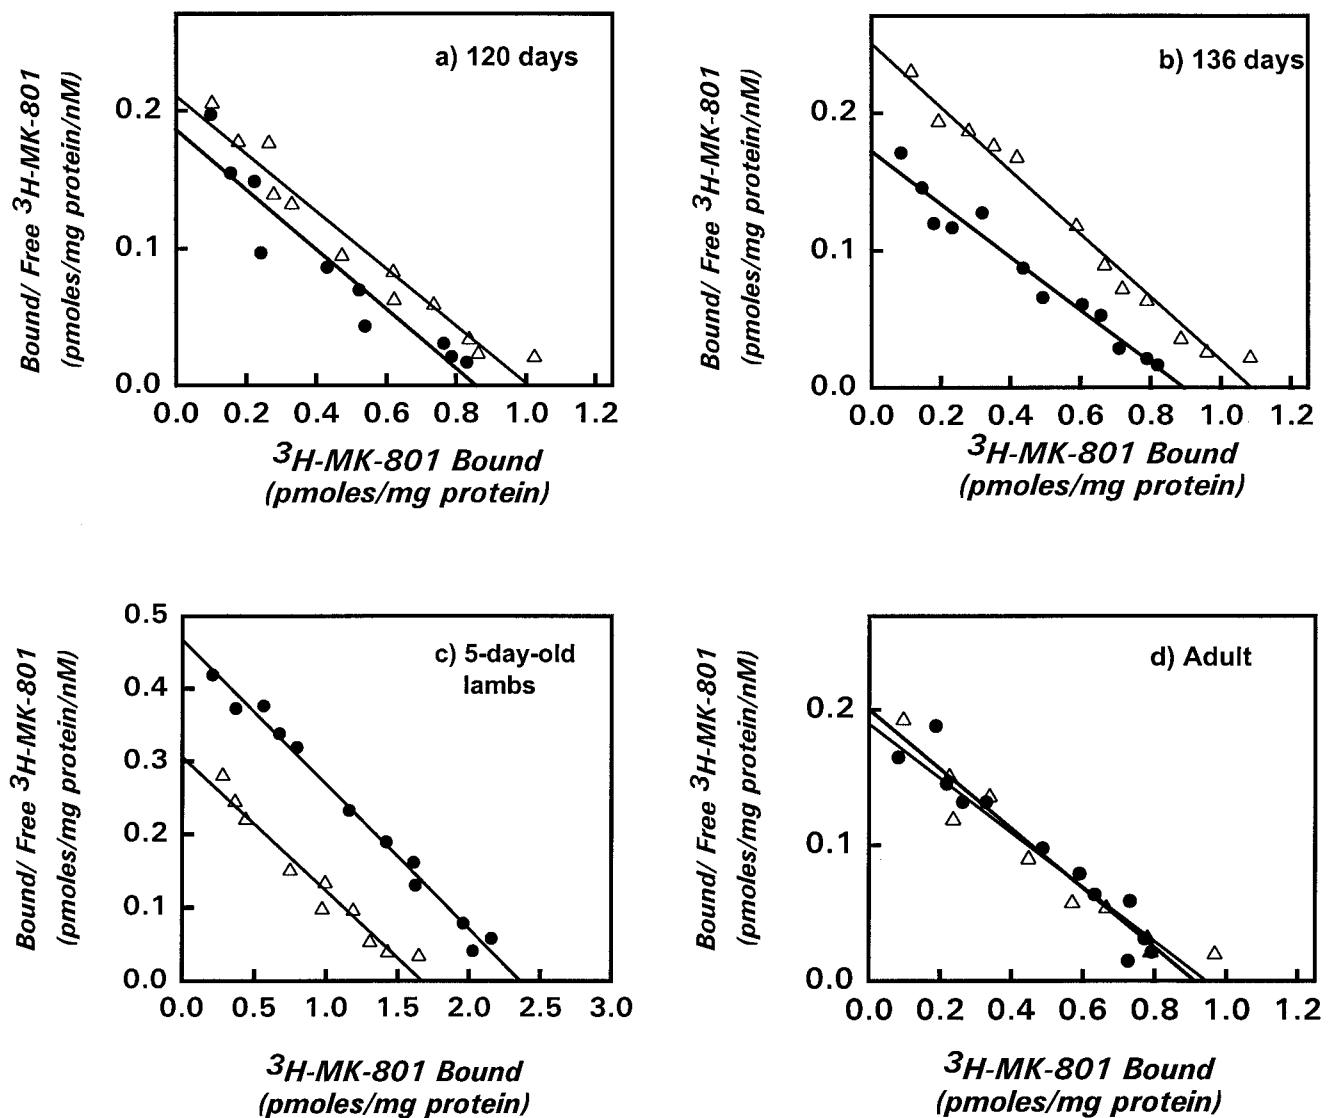 a) 120 days
0.2
0.1
0.0
0.0 0.2 0.4 0.6 0.8 1.0 1.2
Bound/ Free ³H-MK-801
(pmoles/mg protein/nM)
³H-MK-801 Bound
(pmoles/mg protein)
b) 136 days
0.2
0.1
0.0
0.0 0.2 0.4 0.6 0.8 1.0 1.2
Bound/ Free ³H-MK-801
(pmoles/mg protein/nM)
³H-MK-801 Bound
(pmoles/mg protein)
c) 5-day-old
lambs
0.5
0.4
0.3
0.2
0.1
0.0
0.0 0.5 1.0 1.5 2.0 2.5 3.0
Bound/ Free ³H-MK-801
(pmoles/mg protein/nM)
³H-MK-801 Bound
(pmoles/mg protein)
d) Adult
0.2
0.1
0.0
0.0 0.2 0.4 0.6 0.8 1.0 1.2
Bound/ Free ³H-MK-801
(pmoles/mg protein/nM)
³H-MK-801 Bound
(pmoles/mg protein)